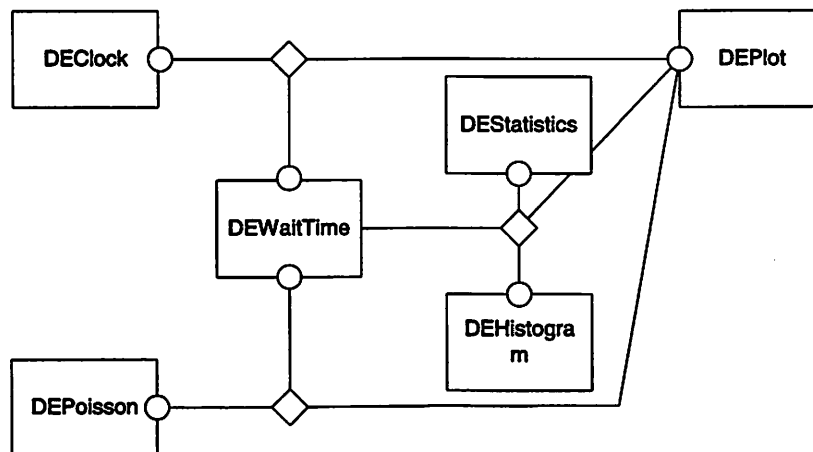 DEClock
DEPlot
DEStatistics
DEWaitTime
DEHistogra
m
DEPoisson